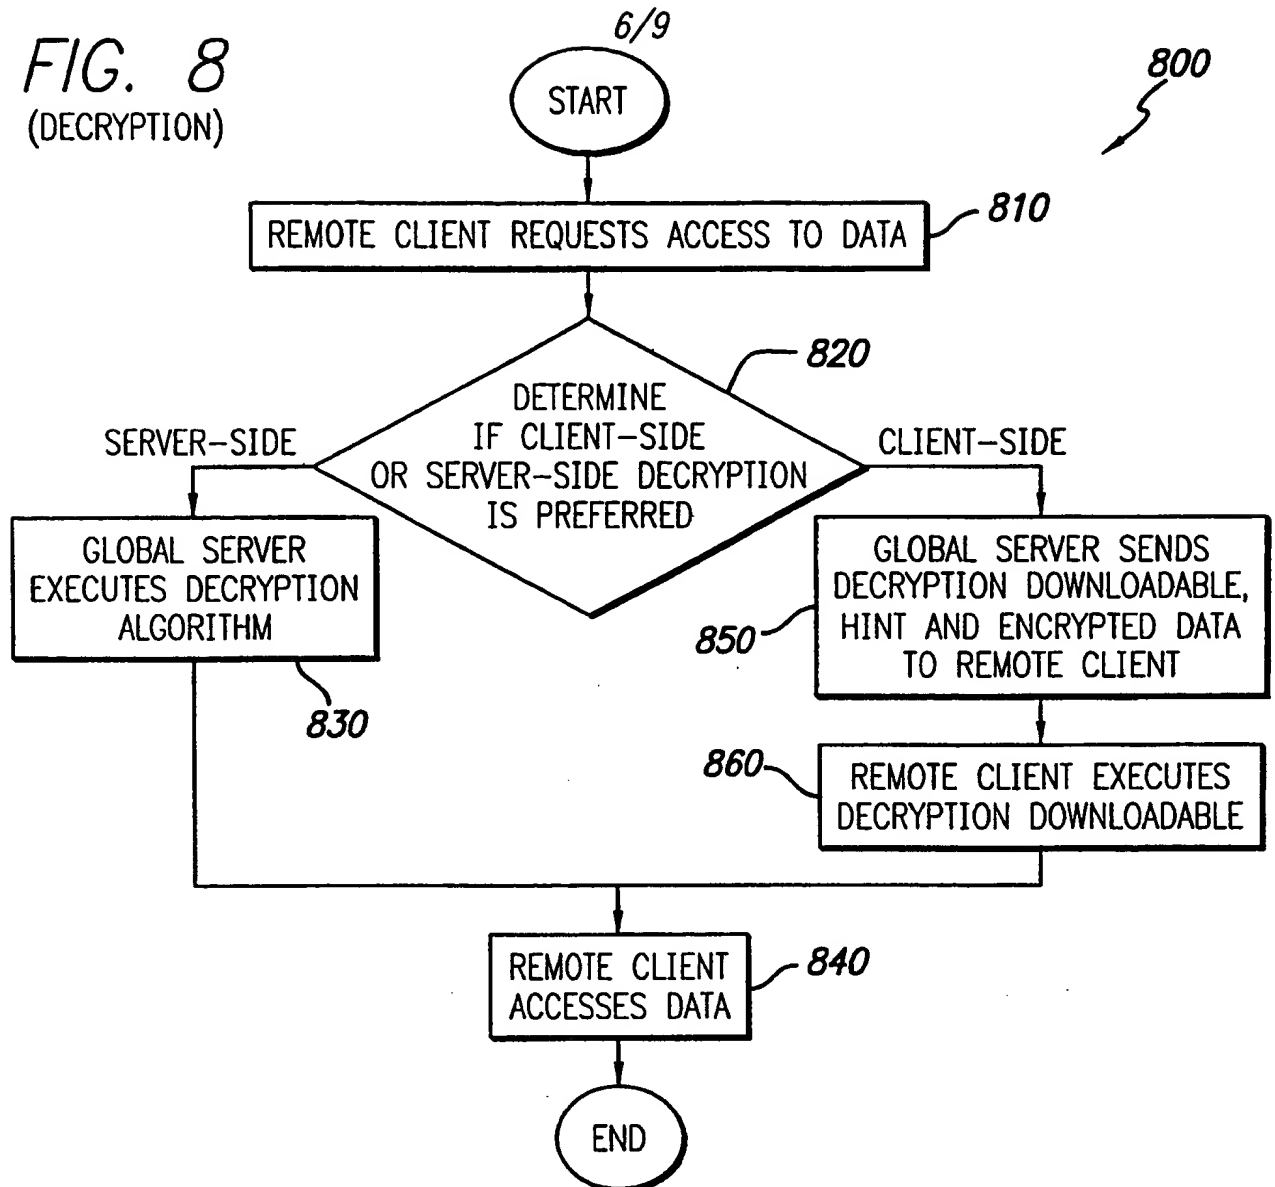 6/9
FIG. 8
(DECRYPTION)
800
START
REMOTE CLIENT REQUESTS ACCESS TO DATA
810
820
DETERMINE
IF CLIENT-SIDE
OR SERVER-SIDE DECRYPTION
IS PREFERRED
SERVER-SIDE
CLIENT-SIDE
GLOBAL SERVER
EXECUTES DECRYPTION
ALGORITHM
830
GLOBAL SERVER SENDS
DECRYPTION DOWNLOADABLE,
HINT AND ENCRYPTED DATA
TO REMOTE CLIENT
850
860
REMOTE CLIENT EXECUTES
DECRYPTION DOWNLOADABLE
REMOTE CLIENT
ACCESSES DATA
840
END